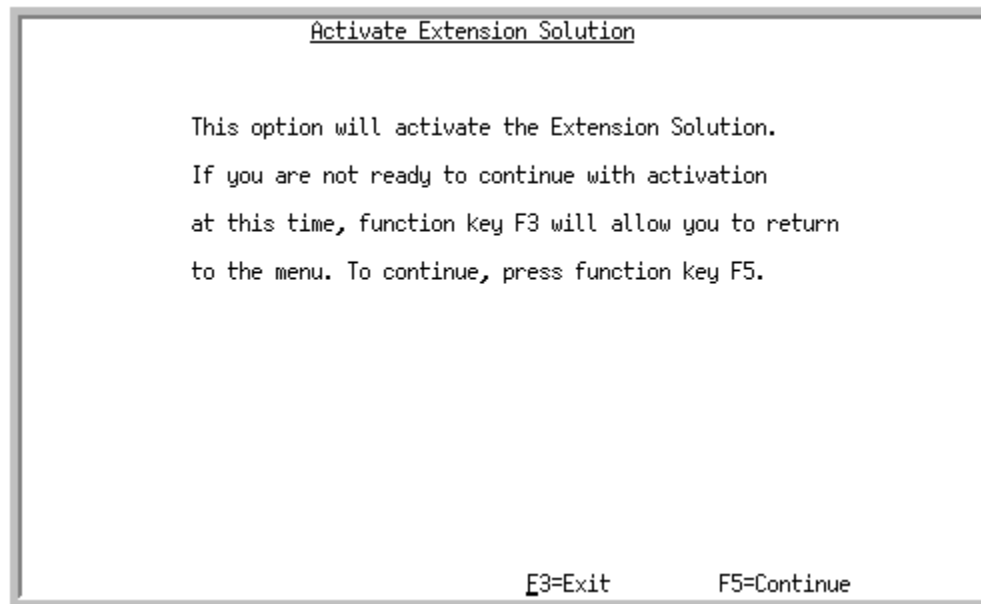 Activate Extension Solution
This option will activate the Extension Solution.
If you are not ready to continue with activation
at this time, function key F3 will allow you to return
to the menu. To continue, press function key F5.
F3=Exit F5=Continue